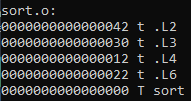 sort.o:
0000000000000042 t .L2
0000000000000030 t .L3
0000000000000012 t .L4
0000000000000022 t .L6
0000000000000000 T sort